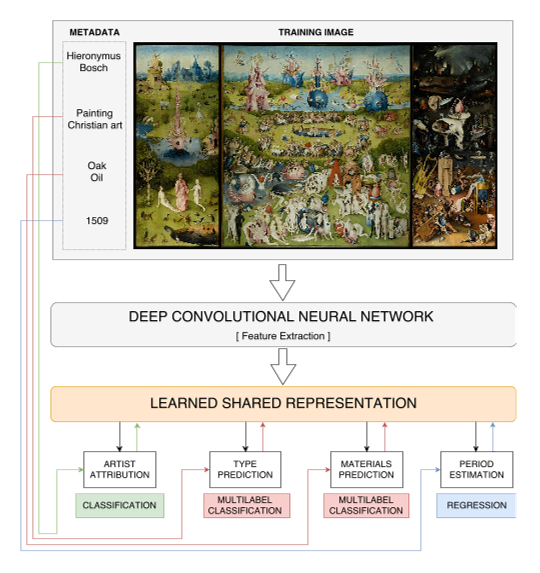 METADATA
TRAINING IMAGE
Hieronymus
Bosch
Painting
Christian art
Oak
Oil
1509
DEEP CONVOLUTIONAL NEURAL NETWORK
[ Feature Extraction ]
LEARNED SHARED REPRESENTATION
ARTIST
ATTRIBUTION
CLASSIFICATION
TYPE
PREDICTION
MULTILABEL
CLASSIFICATION
MATERIALS
PREDICTION
MULTILABEL
CLASSIFICATION
PERIOD
ESTIMATION
REGRESSION